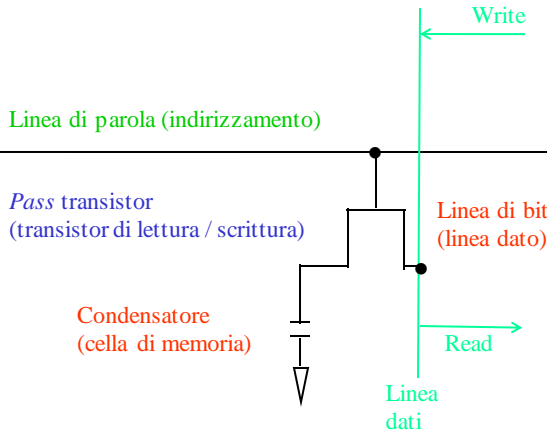 Write
Linea di parola (indirizzamento)
Pass transistor
(transistor di lettura / scrittura)
Linea di bit
(linea dato)
Condensatore
(cella di memoria)
Read
Linea
dati